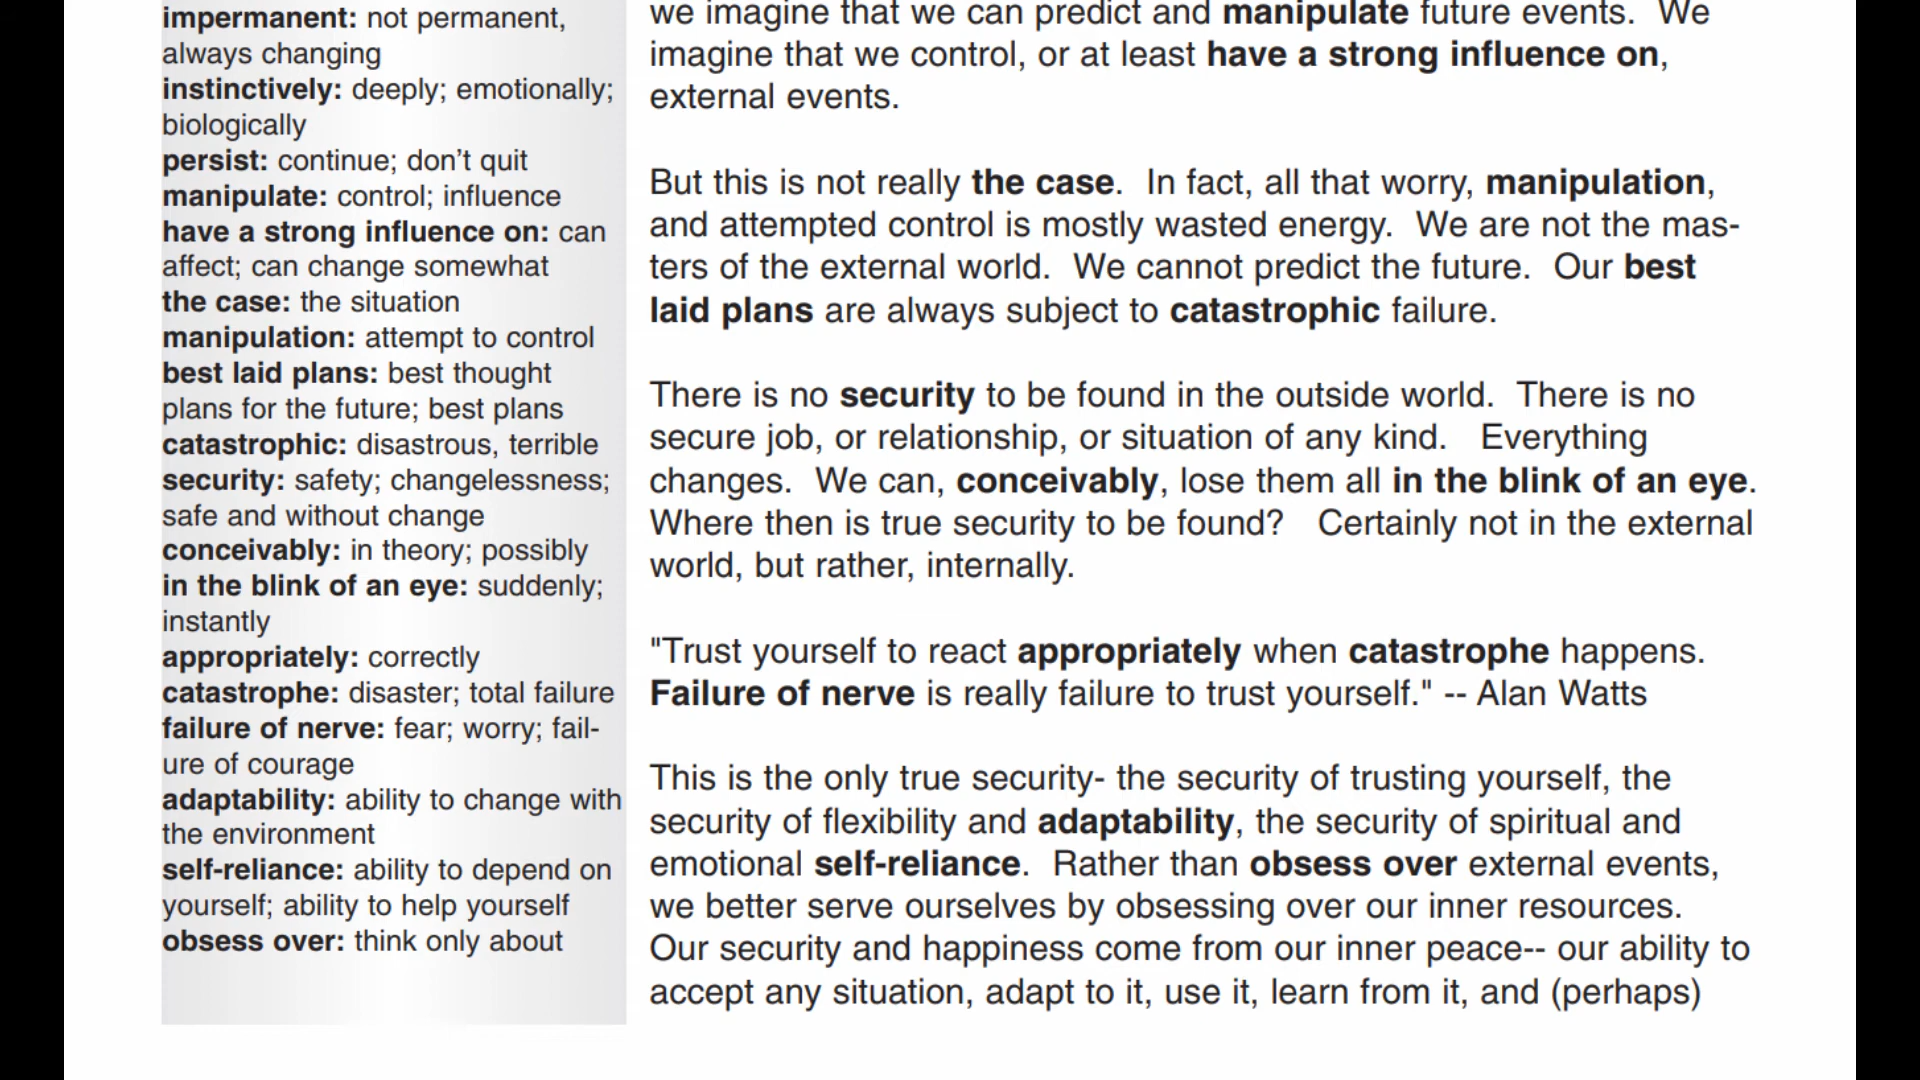 impermanent: not permanent,
always changing
instinctively: deeply; emotionally;
biologically
persist: continue; don’t quit
manipulate: control; influence
have a strong influence on: can
affect; can change somewhat
the case: the situation
manipulation: attempt to control
best laid plans: best thought
plans for the future; best plans
catastrophic: disastrous, terrible
security: safety; changelessness;
safe and without change
conceivably: in theory; possibly
in the blink of an eye: suddenly;
instantly
appropriately: correctly
catastrophe: disaster; total failure
failure of nerve: fear; worry; fail-
ure of courage
adaptability: ability to change with
the environment
self-reliance: ability to depend on
yourself; ability to help yourself
obsess over: think only about
we imagine that we can predict and manipulate future events. We
imagine that we control, or at least have a strong influence on,
external events.
But this is not really the case. In fact, all that worry, manipulation,
and attempted control is mostly wasted energy. We are not the mas-
ters of the external world. We cannot predict the future. Our best
laid plans are always subject to catastrophic failure.
There is no security to be found in the outside world. There is no
secure job, or relationship, or situation of any kind. Everything
changes. We can, conceivably, lose them all in the blink of an eye.
Where then is true security to be found? Certainly not in the external
world, but rather, internally.
"Trust yourself to react appropriately when catastrophe happens.
Failure of nerve is really failure to trust yourself." -- Alan Watts
This is the only true security- the security of trusting yourself, the
security of flexibility and adaptability, the security of spiritual and
emotional self-reliance. Rather than obsess over external events,
we better serve ourselves by obsessing over our inner resources.
Our security and happiness come from our inner peace-- our ability to
accept any situation, adapt to it, use it, learn from it, and (perhaps)